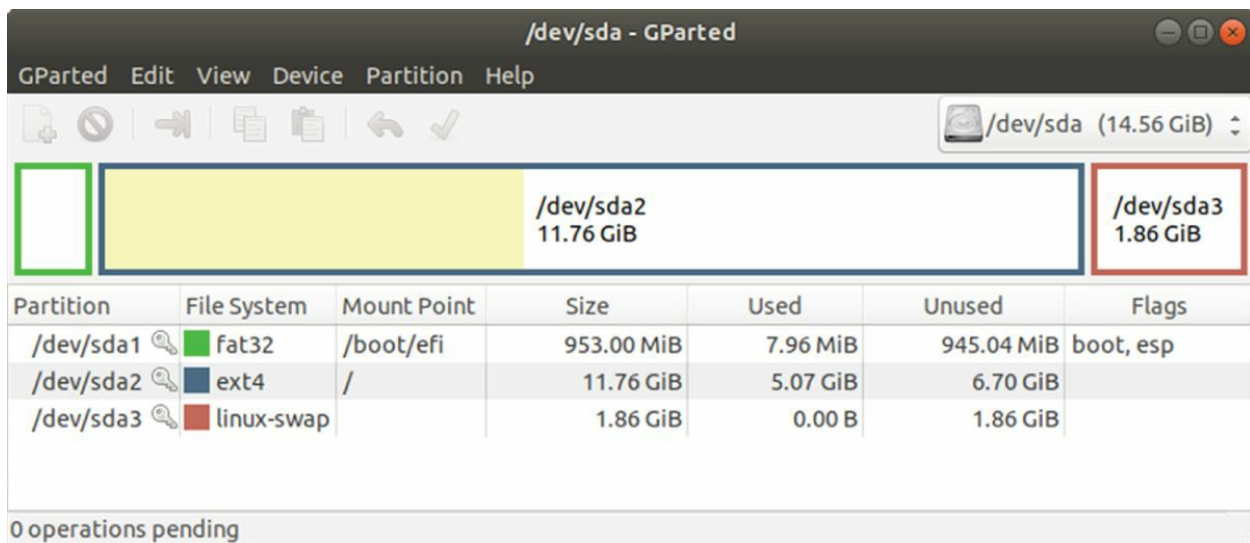 /dev/sda - GParted
GParted Edit View Device Partition Help
/dev/sda (14.56 GiB)
/dev/sda2
11.76 GiB
/dev/sda3
1.86 GiB
Partition File System Mount Point Size Used Unused Flags
/dev/sda1 fat32 /boot/efi 953.00 MiB 7.96 MiB 945.04 MiB boot, esp
/dev/sda2 ext4 / 11.76 GiB 5.07 GiB 6.70 GiB
/dev/sda3 linux-swap 1.86 GiB 0.00 B 1.86 GiB
0 operations pending